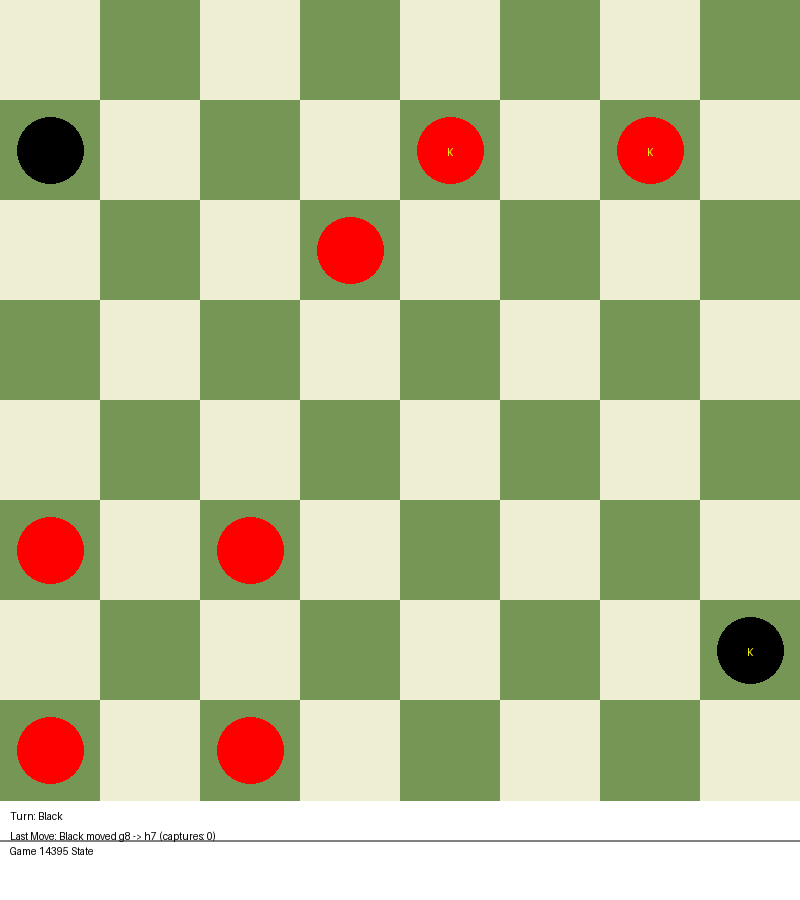 K K
K
Turn: Black
Last Move: Black moved g8 -> h7 (captures: 0)
Game 14395 State